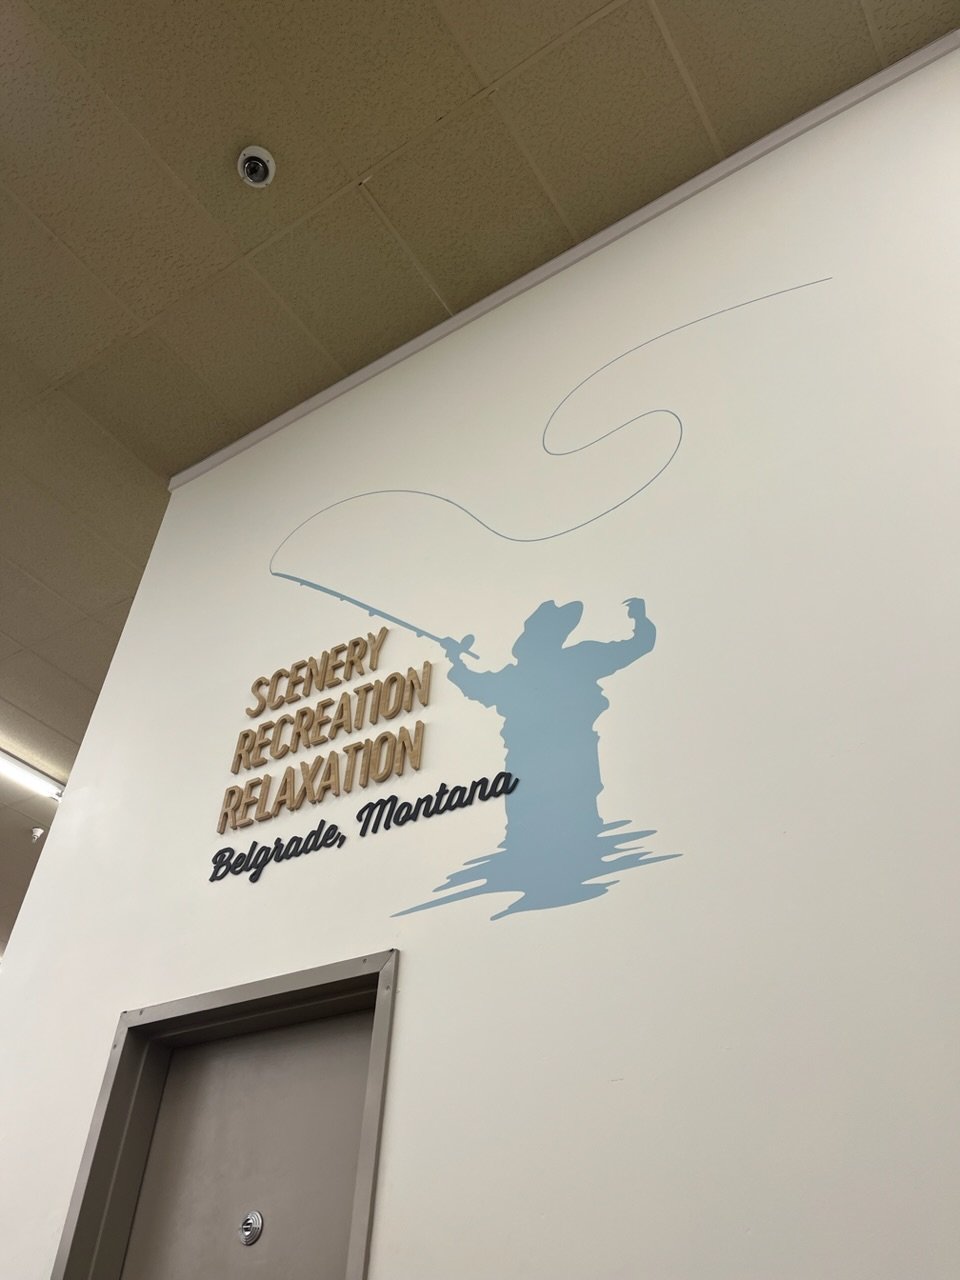 SCENERY
RECREATION
RELAXATION
Belgrade, Montana